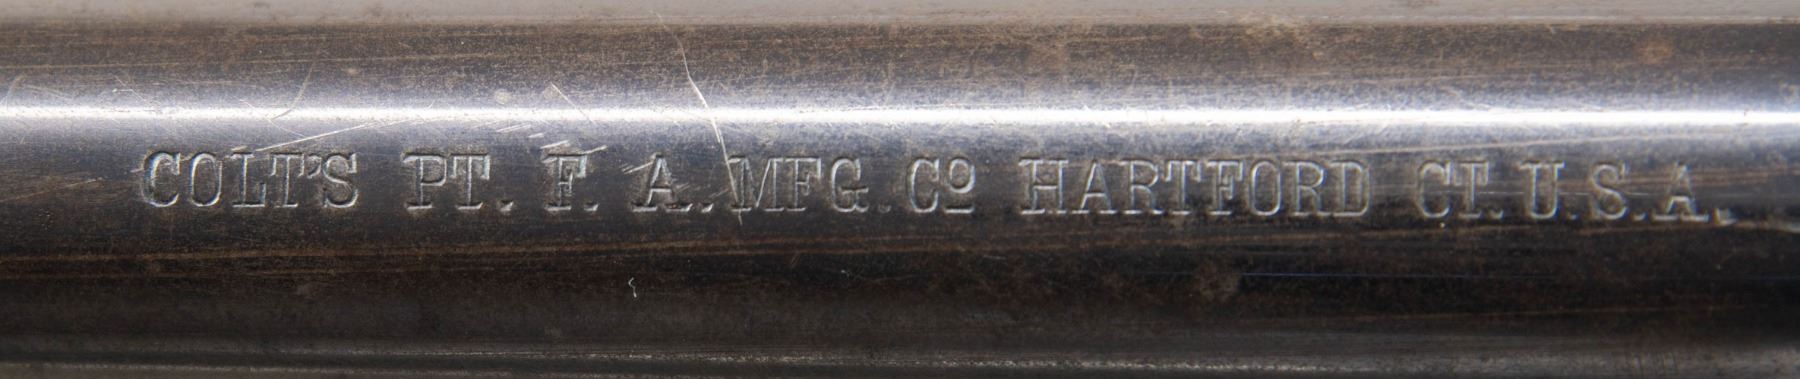 COLT'S PT. F. A. MFG. Co HARTFORD CT. U.S.A.